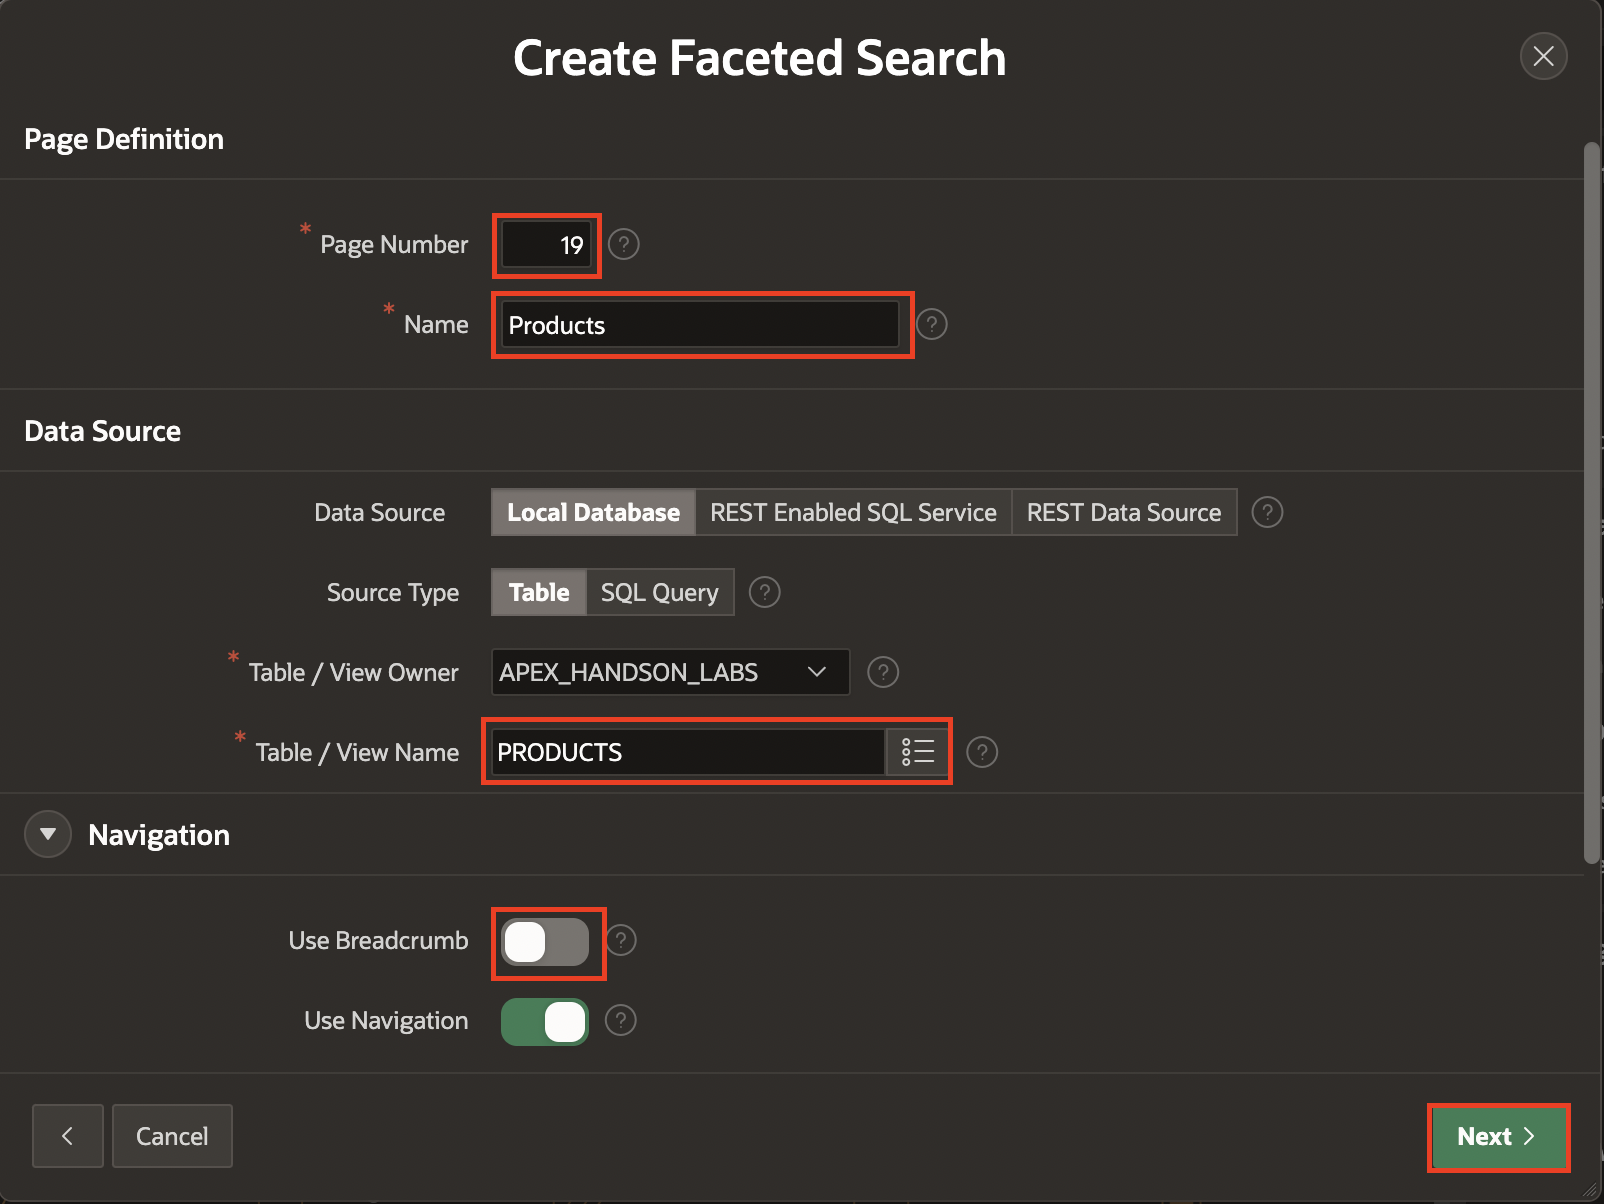 Create Faceted Search
Page Definition
* Page Number 19 ?
* Name Products ?
Data Source
Data Source Local Database REST Enabled SQL Service REST Data Source ?
Source Type Table SQL Query ?
* Table / View Owner APEX_HANDSON_LABS ?
* Table / View Name PRODUCTS ?
Navigation
Use Breadcrumb ?
Use Navigation ?
Cancel Next